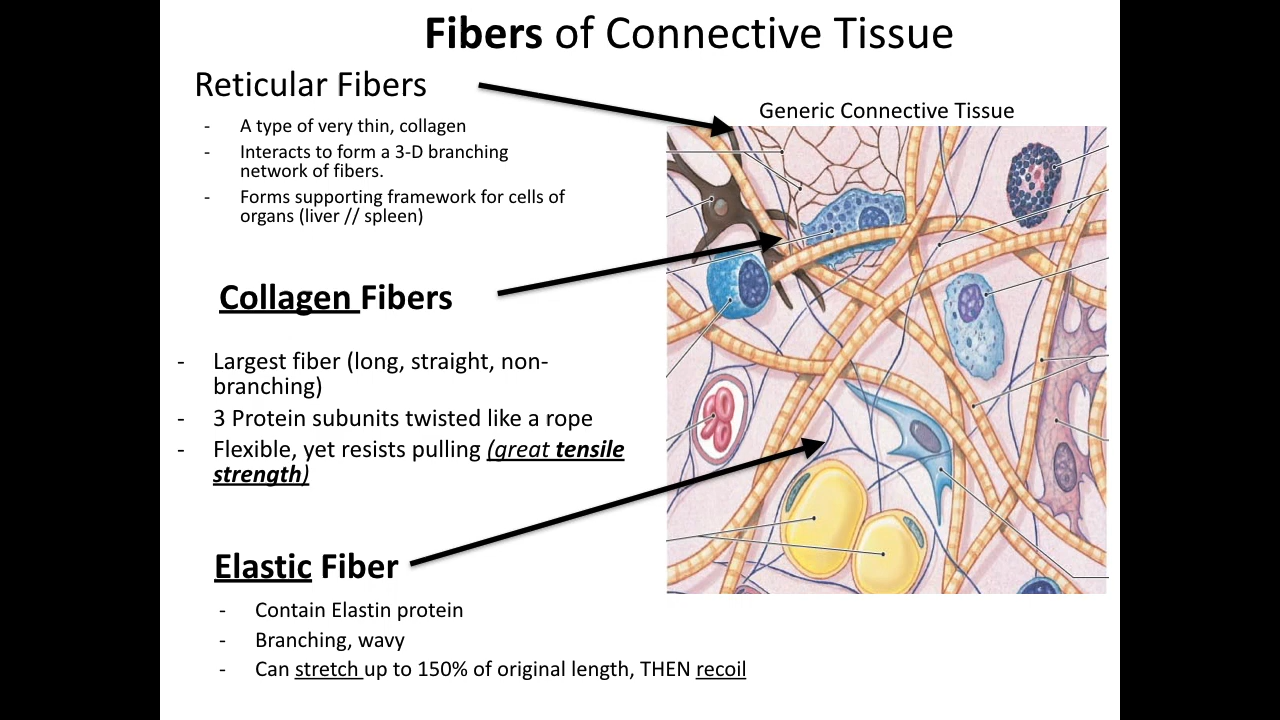 Fibers of Connective Tissue
Reticular Fibers
- A type of very thin, collagen
- Interacts to form a 3-D branching
network of fibers.
- Forms supporting framework for cells of
organs (liver // spleen)
Generic Connective Tissue
Collagen Fibers
- Largest fiber (long, straight, non-
branching)
- 3 Protein subunits twisted like a rope
- Flexible, yet resists pulling (great tensile
strength)
Elastic Fiber
- Contain Elastin protein
- Branching, wavy
- Can stretch up to 150% of original length, THEN recoil